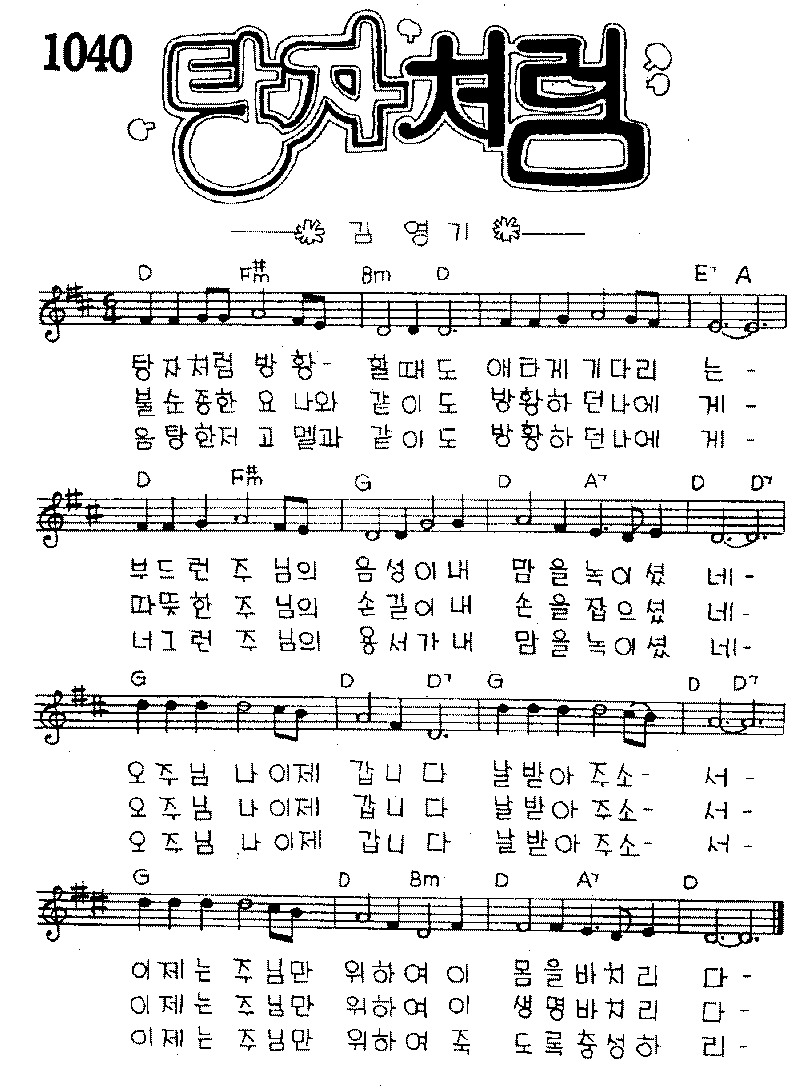 1040
탕자처럼
김 영 기
D F#m Bm D E7 A
탕자처럼 방 황- 할때도 애타게 기다리 는 -
불순종한 요 나와 같이도 방황하 던나에 게 -
음탕한저 고 멜과 같이도 방황하 던나에 게 -
D F#m G D A7 D D7
부드런 주 님의 음성이내 맘 을 녹이셨 네 -
따뜻한 주 님의 손길이내 손 을 잡으셨 네 -
너그런 주 님의 용서가내 맘 을 녹이셨 네 -
G D D7 G D D7
오주님 나이제 갑니다 날받아 주소- 서 -
오주님 나이제 갑니다 날받아 주소- 서 -
오주님 나이제 갑니다 날받아 주소- 서 -
G D Bm D A7 D
이제는 주님만 위하여이 몸을바치리 다 -
이제는 주님만 위하여이 생명바치리 다 -
이제는 주님만 위하여 죽 도록충성하 리 -